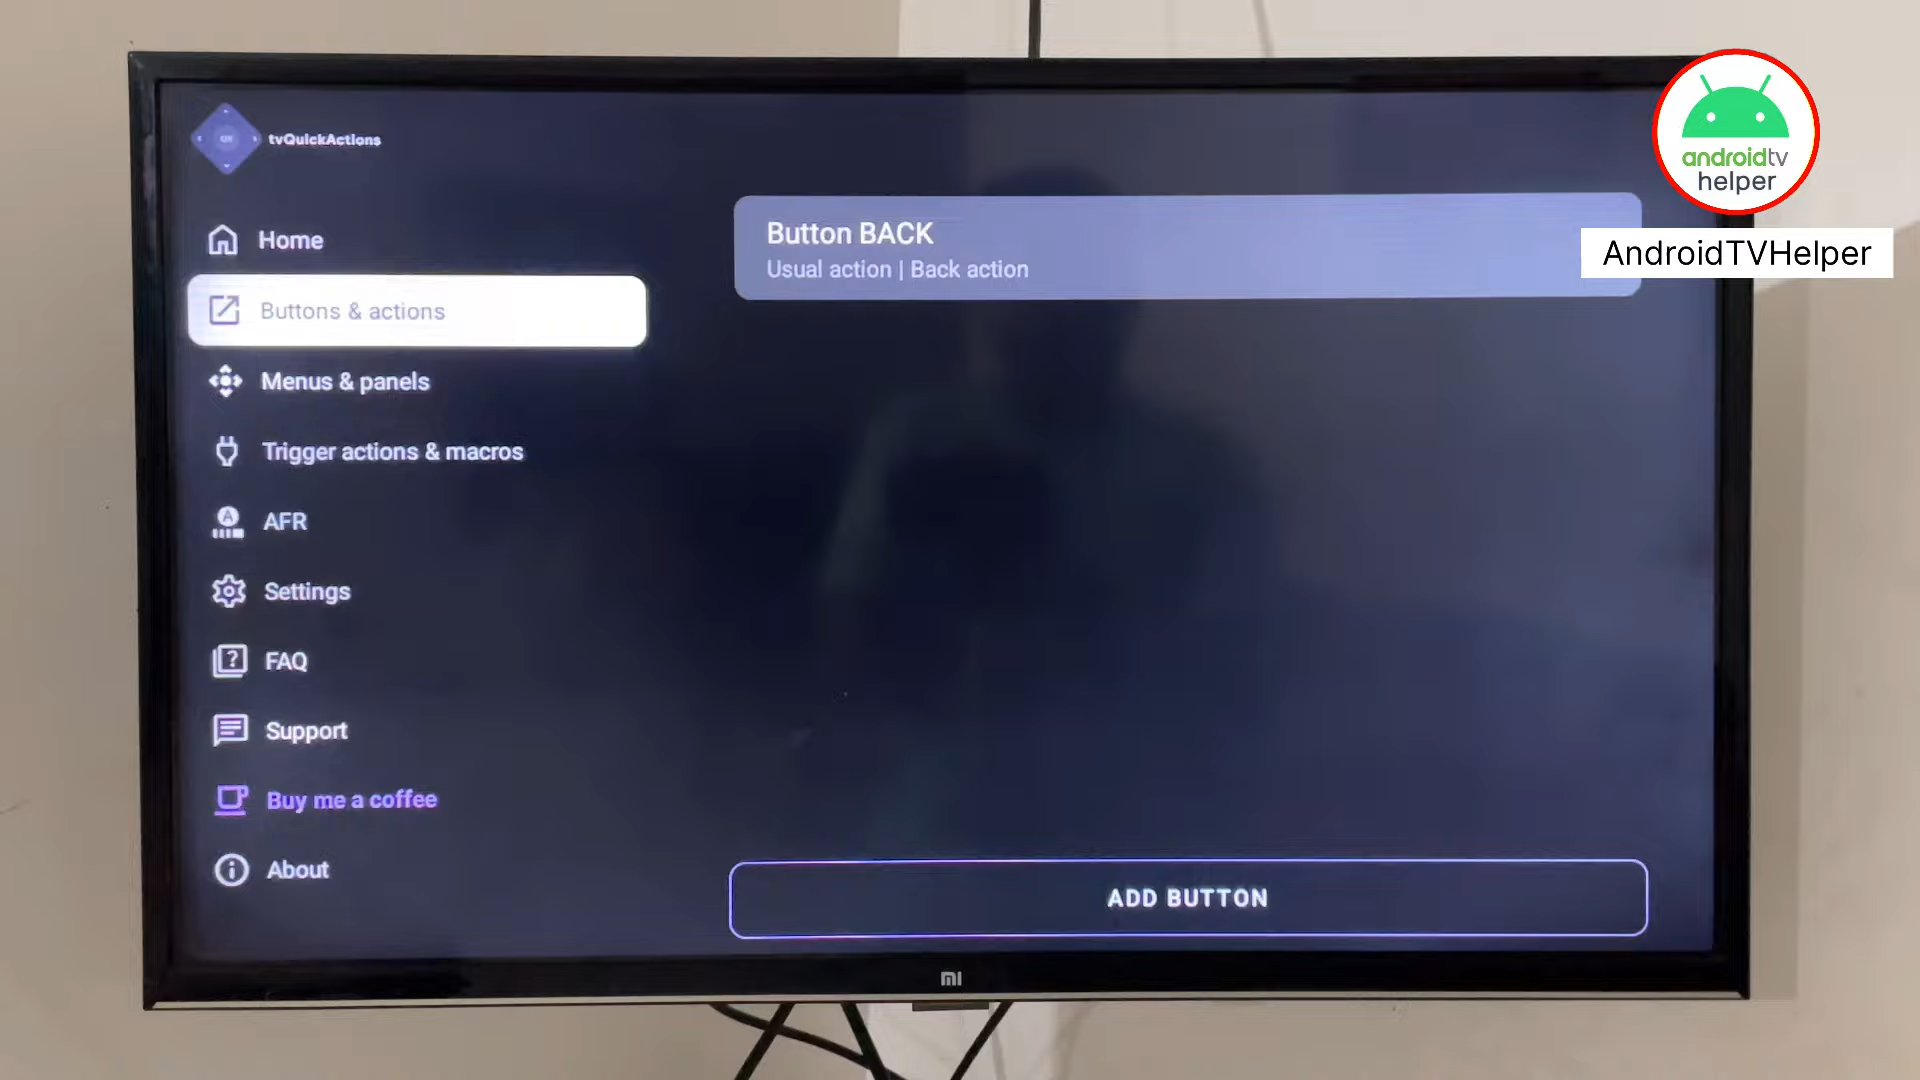 tvQuickActions
Home
Buttons & actions
Menus & panels
Trigger actions & macros
AFR
Settings
FAQ
Support
Buy me a coffee
About
Button BACK
Usual action | Back action
ADD BUTTON
mi
androidtv
helper
AndroidTVHelper